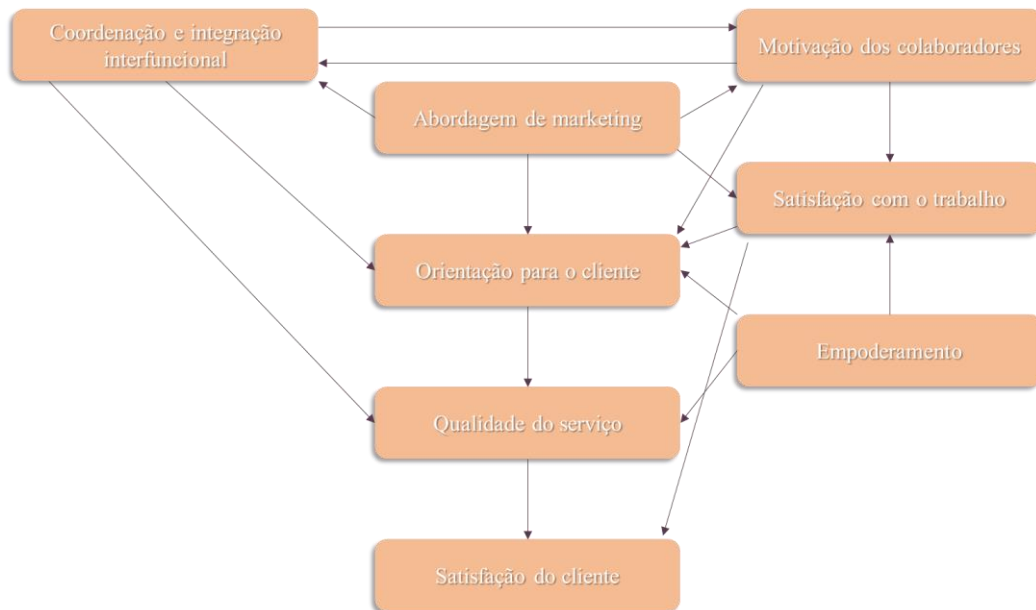 Coordenação e integração
interfuncional
Motivação dos colaboradores
Abordagem de marketing
Satisfação com o trabalho
Orientação para o cliente
Empoderamento
Qualidade do serviço
Satisfação do cliente